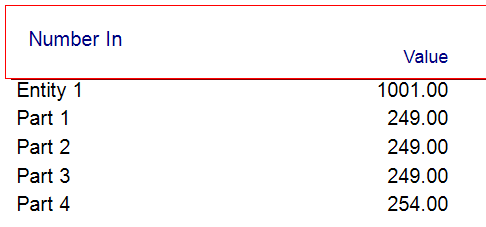 Number In
Value
Entity 1 1001.00
Part 1 249.00
Part 2 249.00
Part 3 249.00
Part 4 254.00